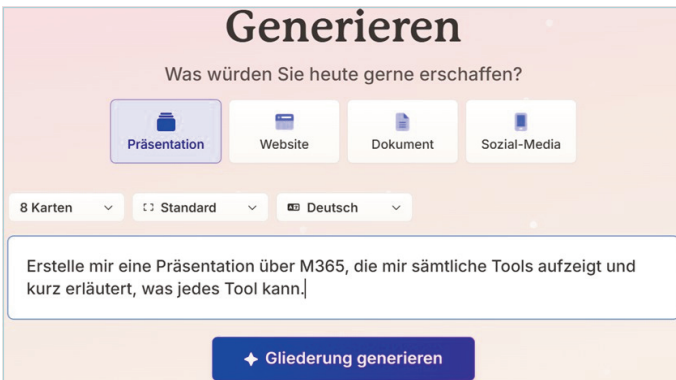 Generieren
Was würden Sie heute gerne erschaffen?
Präsentation Website Dokument Sozial-Media
8 Karten Standard Deutsch
Erstelle mir eine Präsentation über M365, die mir sämtliche Tools aufzeigt und
kurz erläutert, was jedes Tool kann.
Gliederung generieren